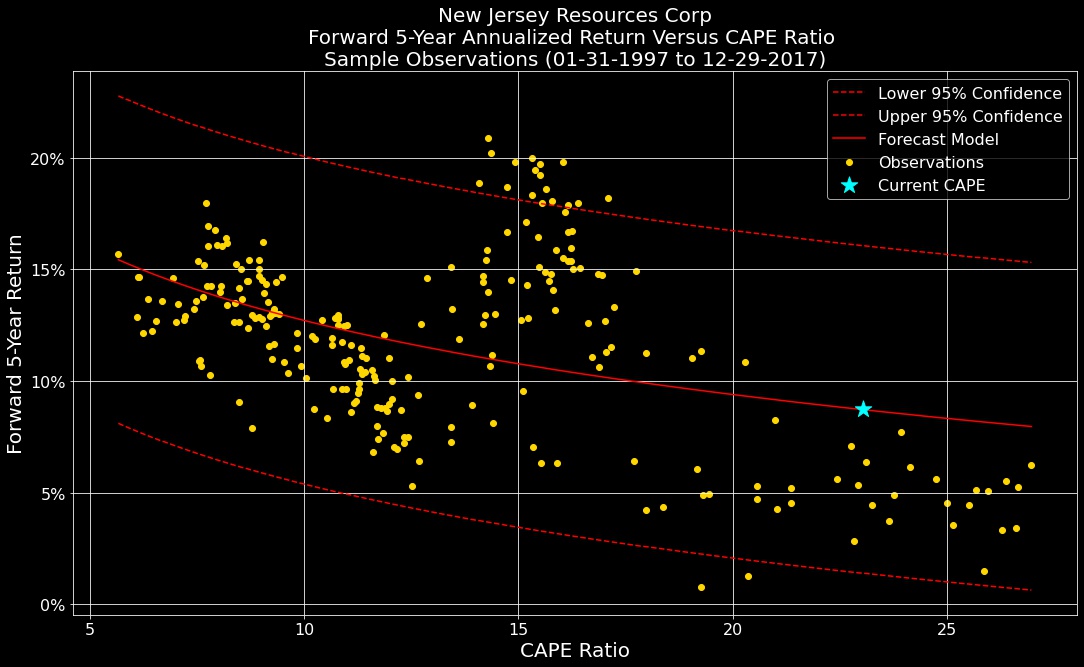 New Jersey Resources Corp
Forward 5-Year Annualized Return Versus CAPE Ratio
Sample Observations (01-31-1997 to 12-29-2017)
Lower 95% Confidence
Upper 95% Confidence
Forecast Model
Observations
Current CAPE
Forward 5-Year Return
20%
15%
10%
5%
0%
5
10
15
20
25
CAPE Ratio